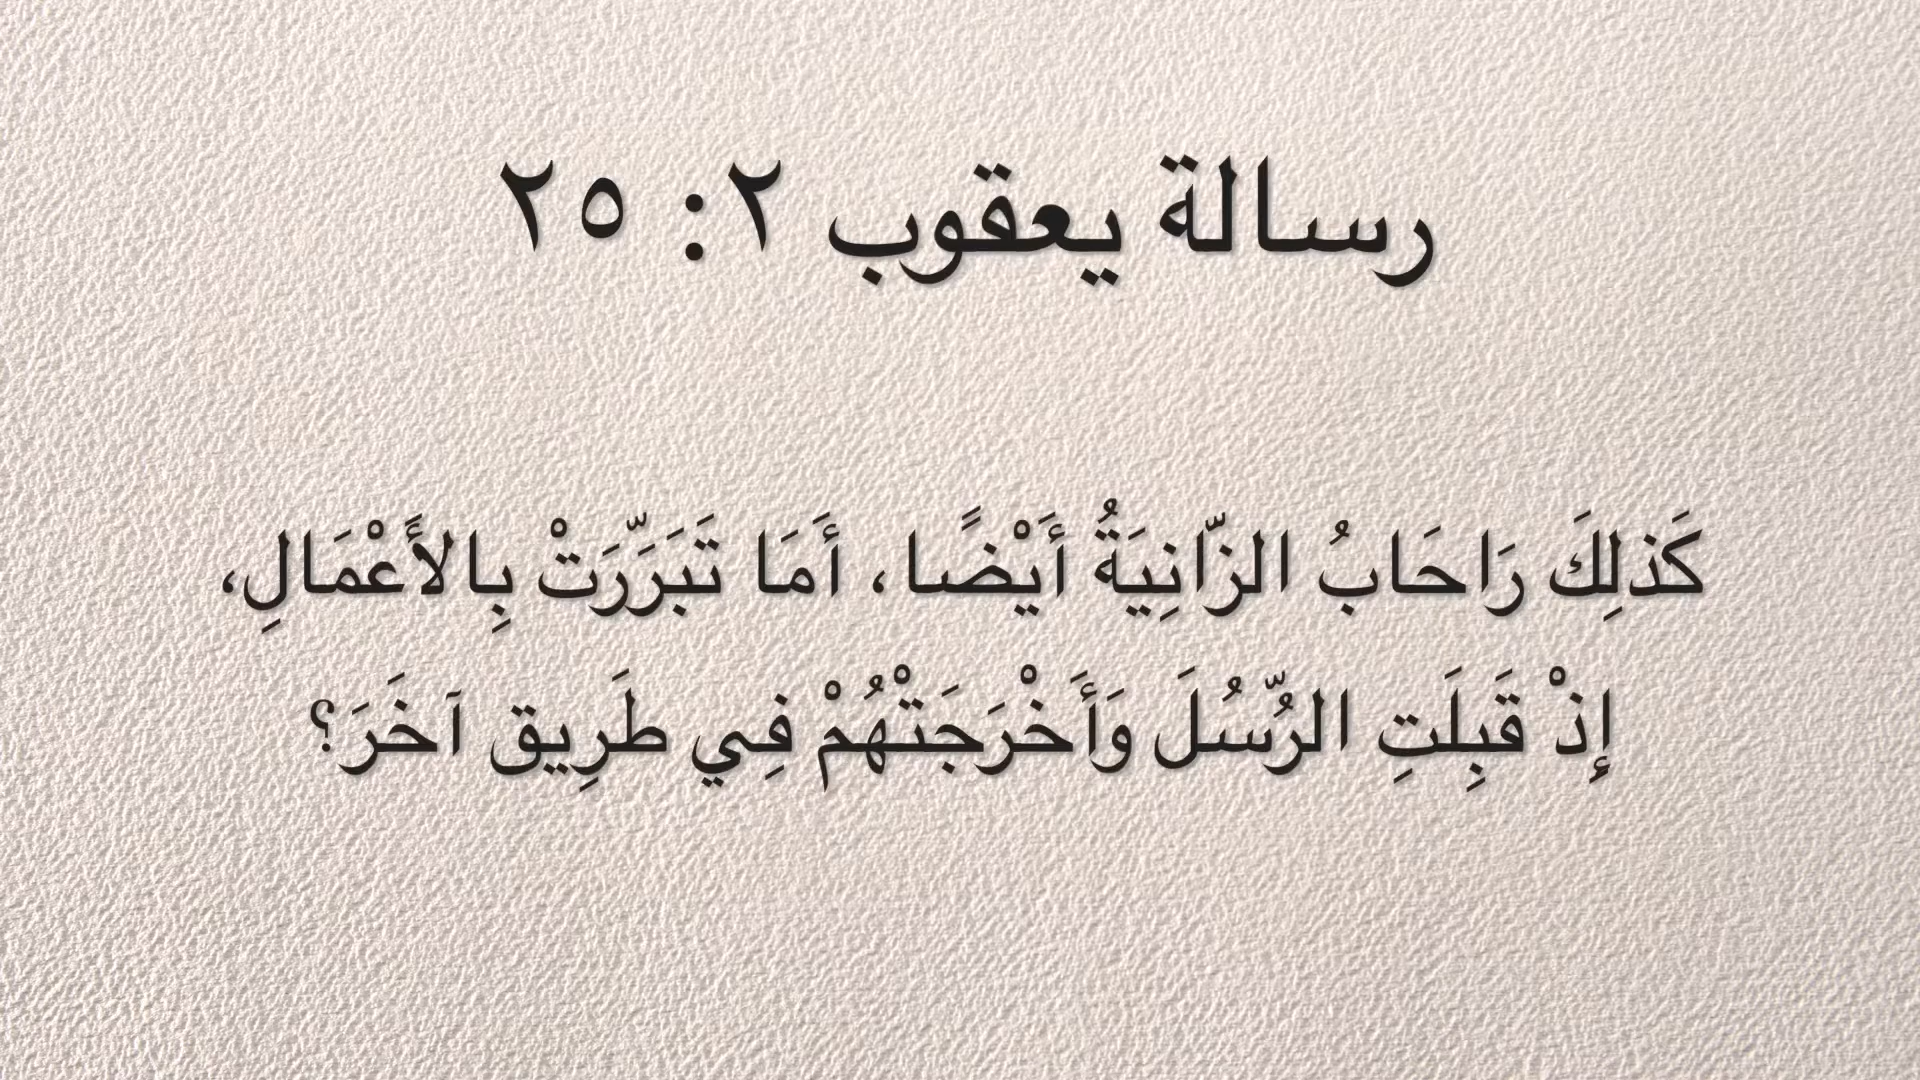 رسالة يعقوب ٢: ٢٥
كَذلِكَ رَاحَابُ الزَّانِيَةُ أَيْضًا، أَمَا تَبَرَّرَتْ بِالأَعْمَالِ،
إِذْ قَبِلَتِ الرُّسُلَ وَأَخْرَجَتْهُمْ فِي طَرِيق آخَرَ؟